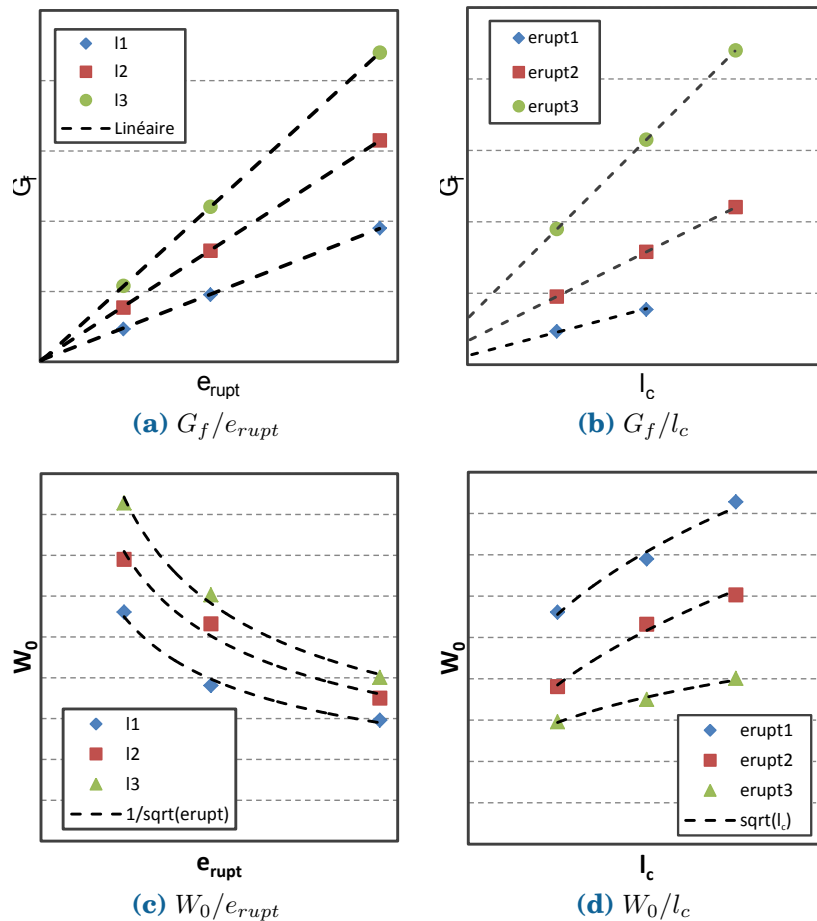 l1
l2
l3
Linéaire
G_f
e_rupt
(a) G_f/e_rupt
erupt1
erupt2
erupt3
G_f
l_c
(b) G_f/l_c
l1
l2
l3
1/sqrt(erupt)
W_0
e_rupt
(c) W_0/e_rupt
erupt1
erupt2
erupt3
sqrt(l_c)
W_0
l_c
(d) W_0/l_c